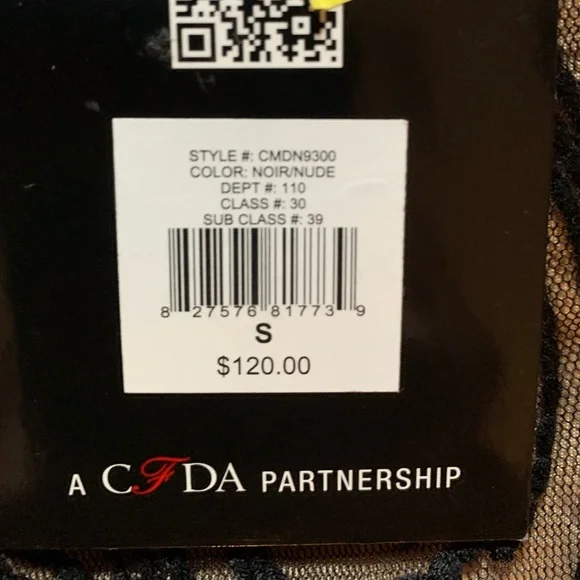 STYLE #: CMDN9300
COLOR: NOIR/NUDE
DEPT #: 110
CLASS #: 30
SUB CLASS #: 39
8 27576 81773 9
S
$120.00
A CFDA PARTNERSHIP